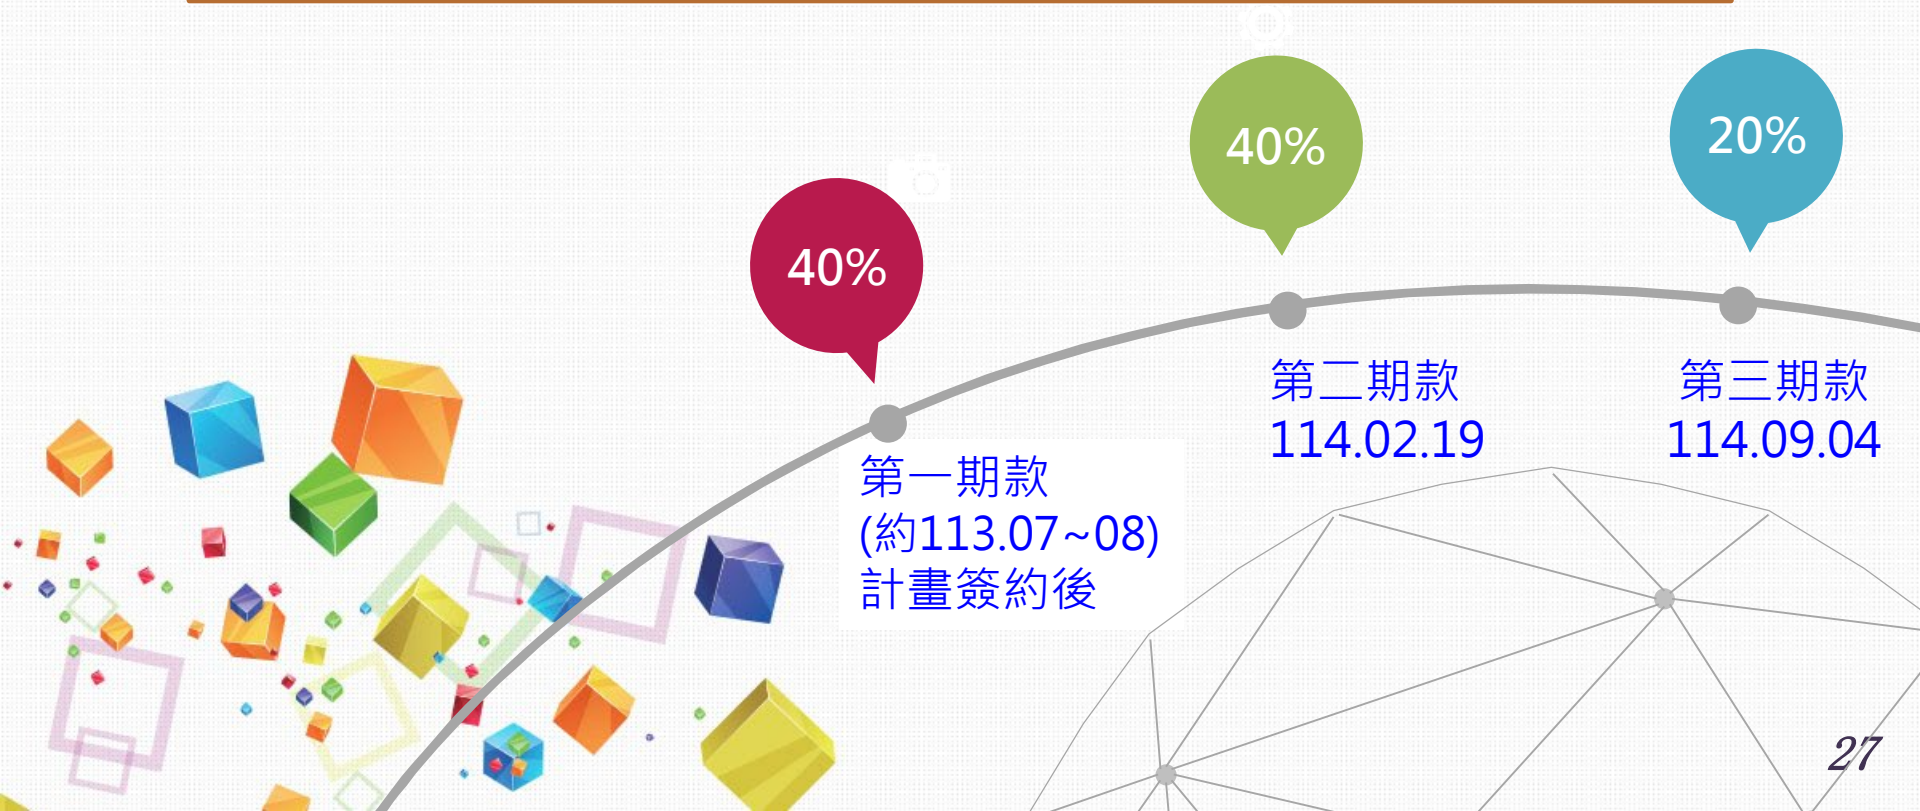 40%
第一期款
(約113.07~08)
計畫簽約後
40%
第二期款
114.02.19
20%
第三期款
114.09.04
27